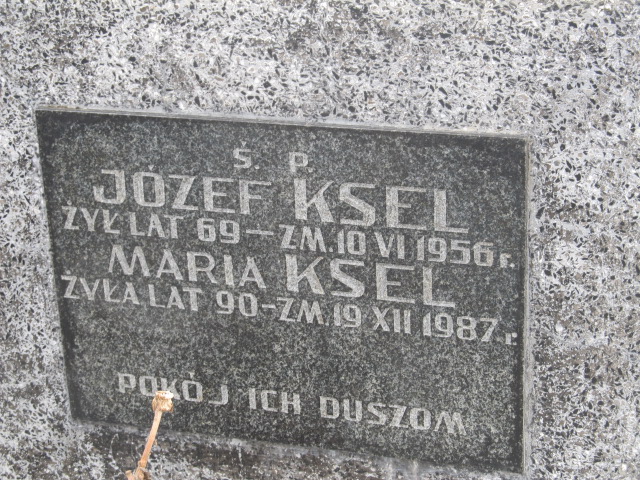 Ś. P.
JÓZEF KSEL
ŻYŁ LAT 69 – ZM. 10 VI 1956 r.
MARIA KSEL
ŻYŁA LAT 90 - ZM. 19 XII 1987 r.
POKÓJ ICH DUSZOM